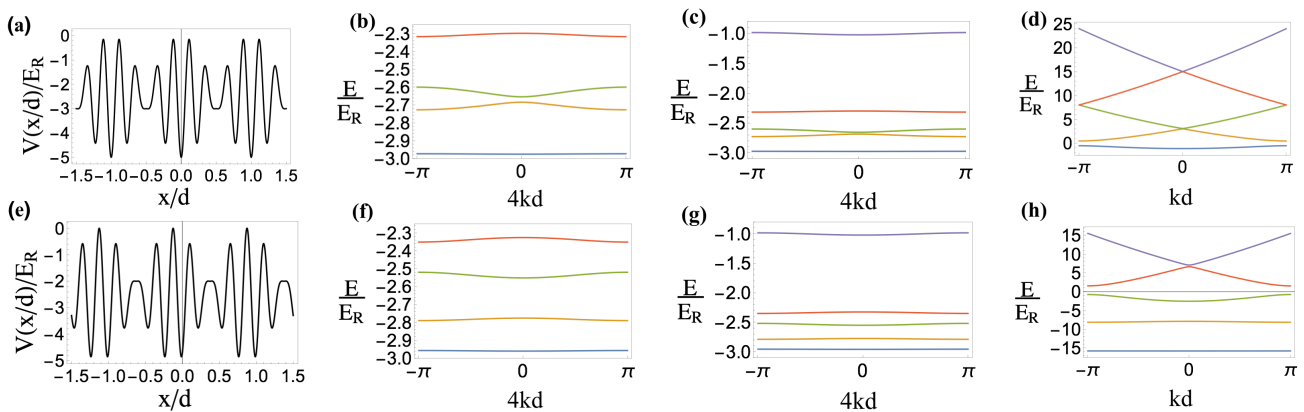 (a)
V(x/d)/E_R
0
−1
−2
−3
−4
−5
−1.5 −1.0 −0.5 0.0 0.5 1.0 1.5
x/d
(b)
E
E_R
−2.3
−2.4
−2.5
−2.6
−2.7
−2.8
−2.9
−3.0
−π 0 π
4kd
(c)
E
E_R
−1.0
−1.5
−2.0
−2.5
−3.0
−π 0 π
4kd
(d)
E
E_R
25
20
15
10
5
0
−π 0 π
kd
(e)
V(x/d)/E_R
0
−1
−2
−3
−4
−5
−1.5 −1.0 −0.5 0.0 0.5 1.0 1.5
x/d
(f)
E
E_R
−2.3
−2.4
−2.5
−2.6
−2.7
−2.8
−2.9
−3.0
−π 0 π
4kd
(g)
E
E_R
−1.0
−1.5
−2.0
−2.5
−3.0
−π 0 π
4kd
(h)
E
E_R
15
10
5
0
−5
−10
−15
−π 0 π
kd